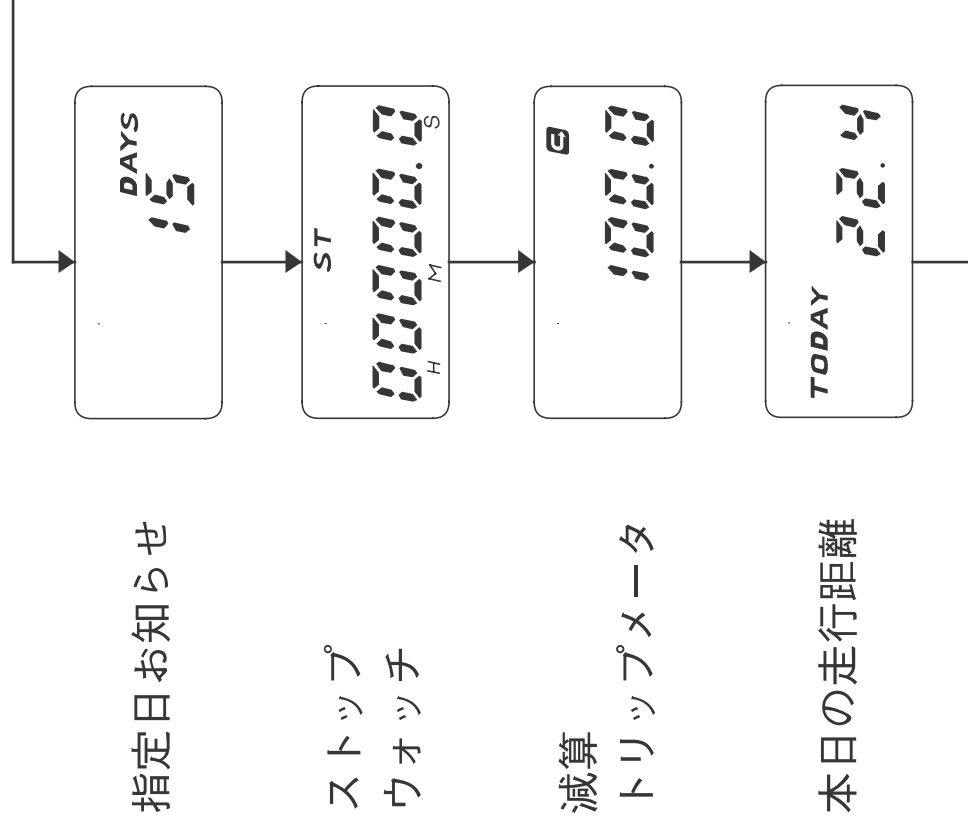 指定日お知らせ
DAYS
15
ストップ
ウォッチ
ST
0000.0
H M S
減算
トリップメータ
E
100.0
本日の走行距離
TODAY
22.4